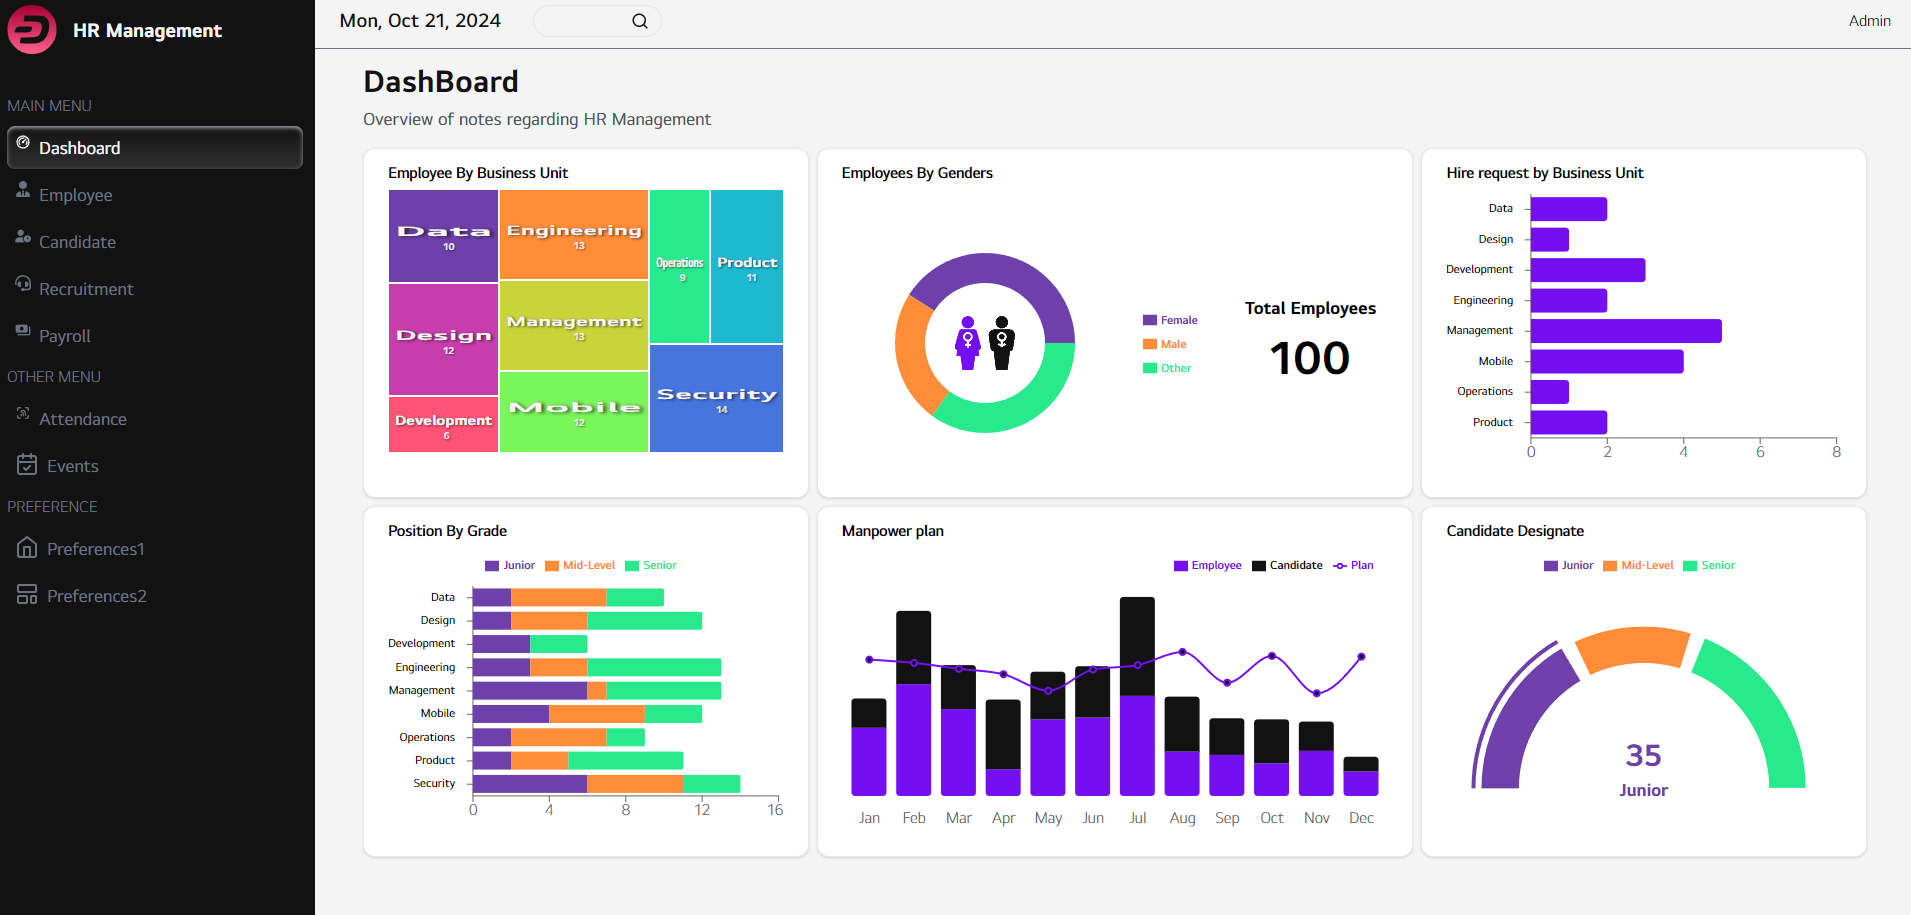 HR Management
MAIN MENU
Dashboard
Employee
Candidate
Recruitment
Payroll
OTHER MENU
Attendance
Events
PREFERENCE
Preferences1
Preferences2
Mon, Oct 21, 2024
Admin
DashBoard
Overview of notes regarding HR Management
Employee By Business Unit
Data
10
Design
12
Development
6
Engineering
13
Management
13
Mobile
12
Operations
9
Product
11
Security
14
Employees By Genders
Female
Male
Other
Total Employees
100
Hire request by Business Unit
Data
Design
Development
Engineering
Management
Mobile
Operations
Product
0 2 4 6 8
Position By Grade
Junior Mid-Level Senior
Data
Design
Development
Engineering
Management
Mobile
Operations
Product
Security
0 4 8 12 16
Manpower plan
Employee Candidate Plan
Jan Feb Mar Apr May Jun Jul Aug Sep Oct Nov Dec
Candidate Designate
Junior Mid-Level Senior
35
Junior